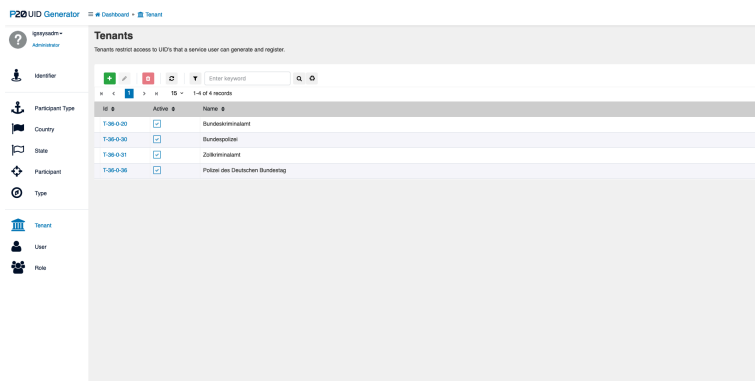 P20 UID Generator
Dashboard
Tenant
igssysadm
Administrator
Identifier
Participant Type
Country
State
Participant
Type
Tenant
User
Role
Tenants
Tenants restrict access to UID's that a service user can generate and register.
Enter keyword
1 15 1-4 of 4 records
Id Active Name
T-36-0-20 Bundeskriminalamt
T-36-0-30 Bundespolizei
T-36-0-31 Zollkriminalamt
T-36-0-36 Polizei des Deutschen Bundestag